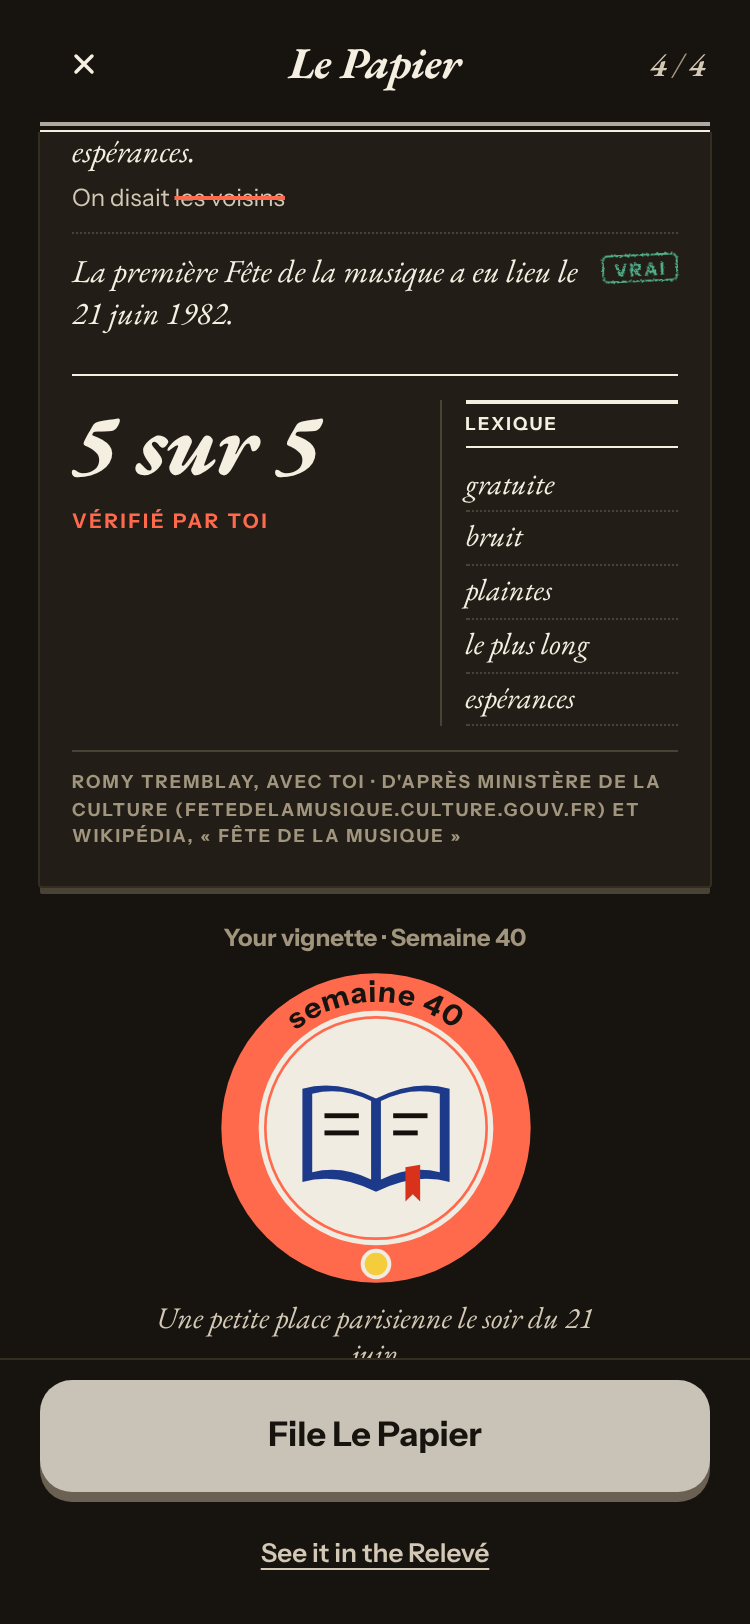 Le Papier
4 / 4
espérances.
On disait les voisins
La première Fête de la musique a eu lieu le
21 juin 1982.
VRAI
5 sur 5
VÉRIFIÉ PAR TOI
LEXIQUE
gratuite
bruit
plaintes
le plus long
espérances
ROMY TREMBLAY, AVEC TOI · D'APRÈS MINISTÈRE DE LA
CULTURE (FETEDELAMUSIQUE.CULTURE.GOUV.FR) ET
WIKIPÉDIA, « FÊTE DE LA MUSIQUE »
Your vignette · Semaine 40
semaine 40
Une petite place parisienne le soir du 21
juin
File Le Papier
See it in the Relevé